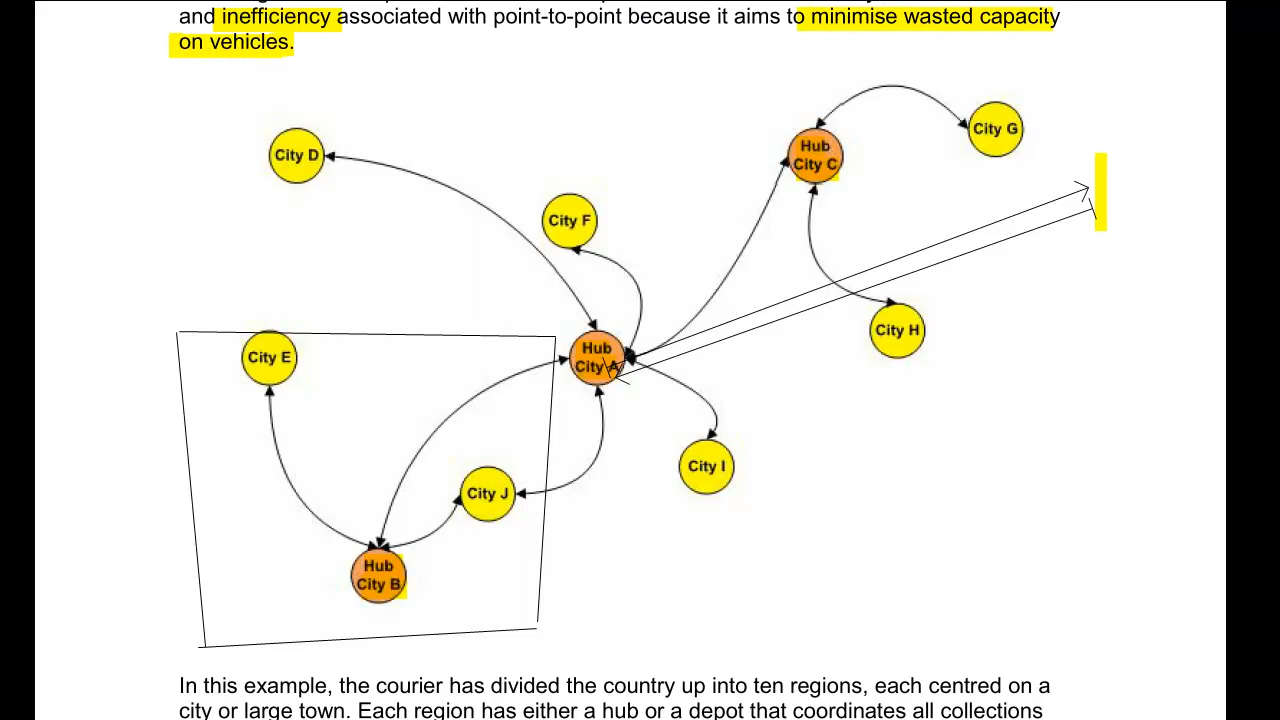 and inefficiency associated with point-to-point because it aims to minimise wasted capacity
on vehicles.
City G
Hub
City C
City D
City F
City H
Hub
City A
City E
City I
City J
Hub
City B
In this example, the courier has divided the country up into ten regions, each centred on a
city or large town. Each region has either a hub or a depot that coordinates all collections